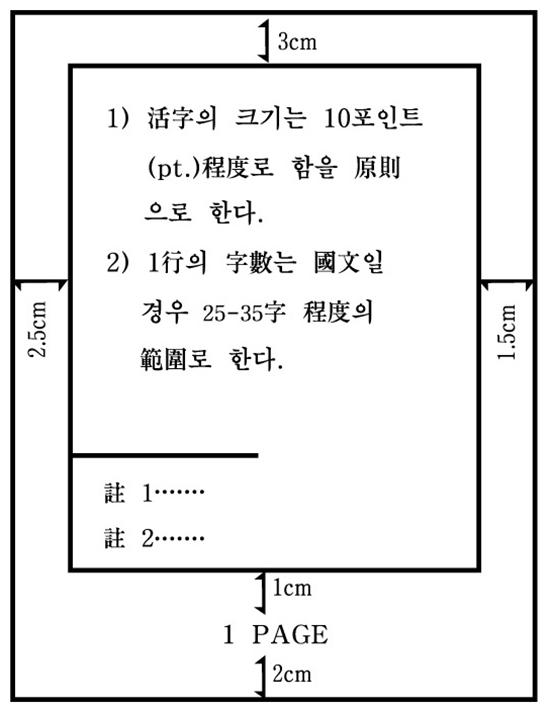 3cm
1) 活字의 크기는 10포인트
(pt.)程度로 함을 原則
으로 한다.
2) 1行의 字數는 國文일
경우 25-35字 程度의
範圍로 한다.
2.5cm
1.5cm
註 1·······
註 2·······
1cm
1 PAGE
2cm